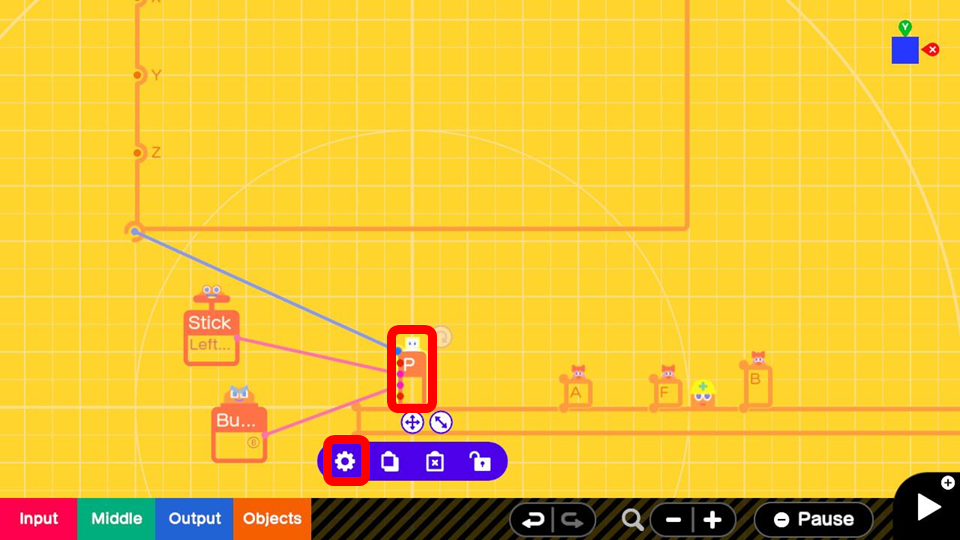 Y
X
Y
Z
Stick
Left...
P
A
F
B
Bu...
B
Input
Middle
Output
Objects
Pause